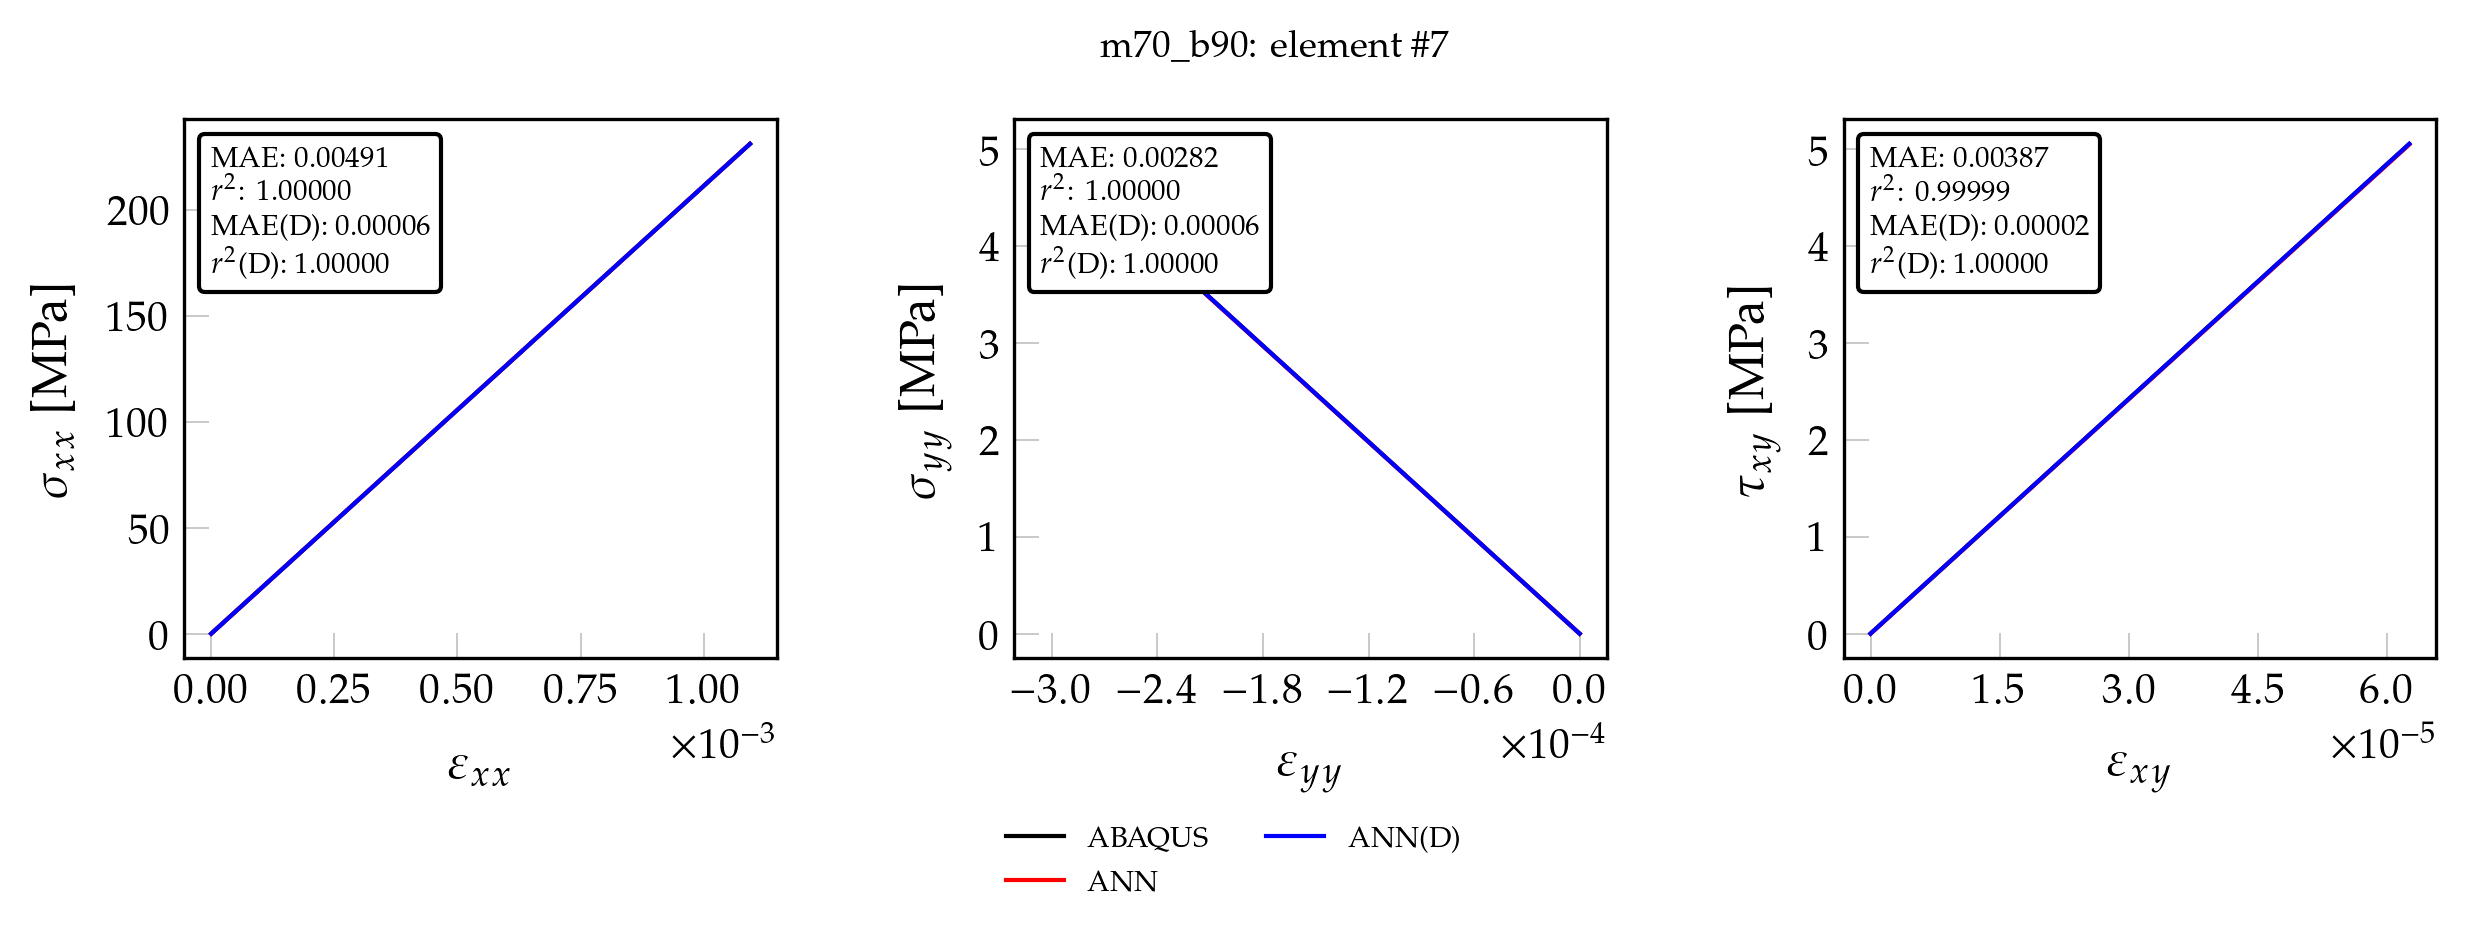 m70_b90: element #7
MAE: 0.00491
r²: 1.00000
MAE(D): 0.00006
r²(D): 1.00000
200
150
100
50
0
σxx [MPa]
0.00 0.25 0.50 0.75 1.00
×10⁻³
εxx
MAE: 0.00282
r²: 1.00000
MAE(D): 0.00006
r²(D): 1.00000
5
4
3
2
1
0
σyy [MPa]
−3.0 −2.4 −1.8 −1.2 −0.6 0.0
×10⁻⁴
εyy
MAE: 0.00387
r²: 0.99999
MAE(D): 0.00002
r²(D): 1.00000
5
4
3
2
1
0
τxy [MPa]
0.0 1.5 3.0 4.5 6.0
×10⁻⁵
εxy
ABAQUS
ANN
ANN(D)